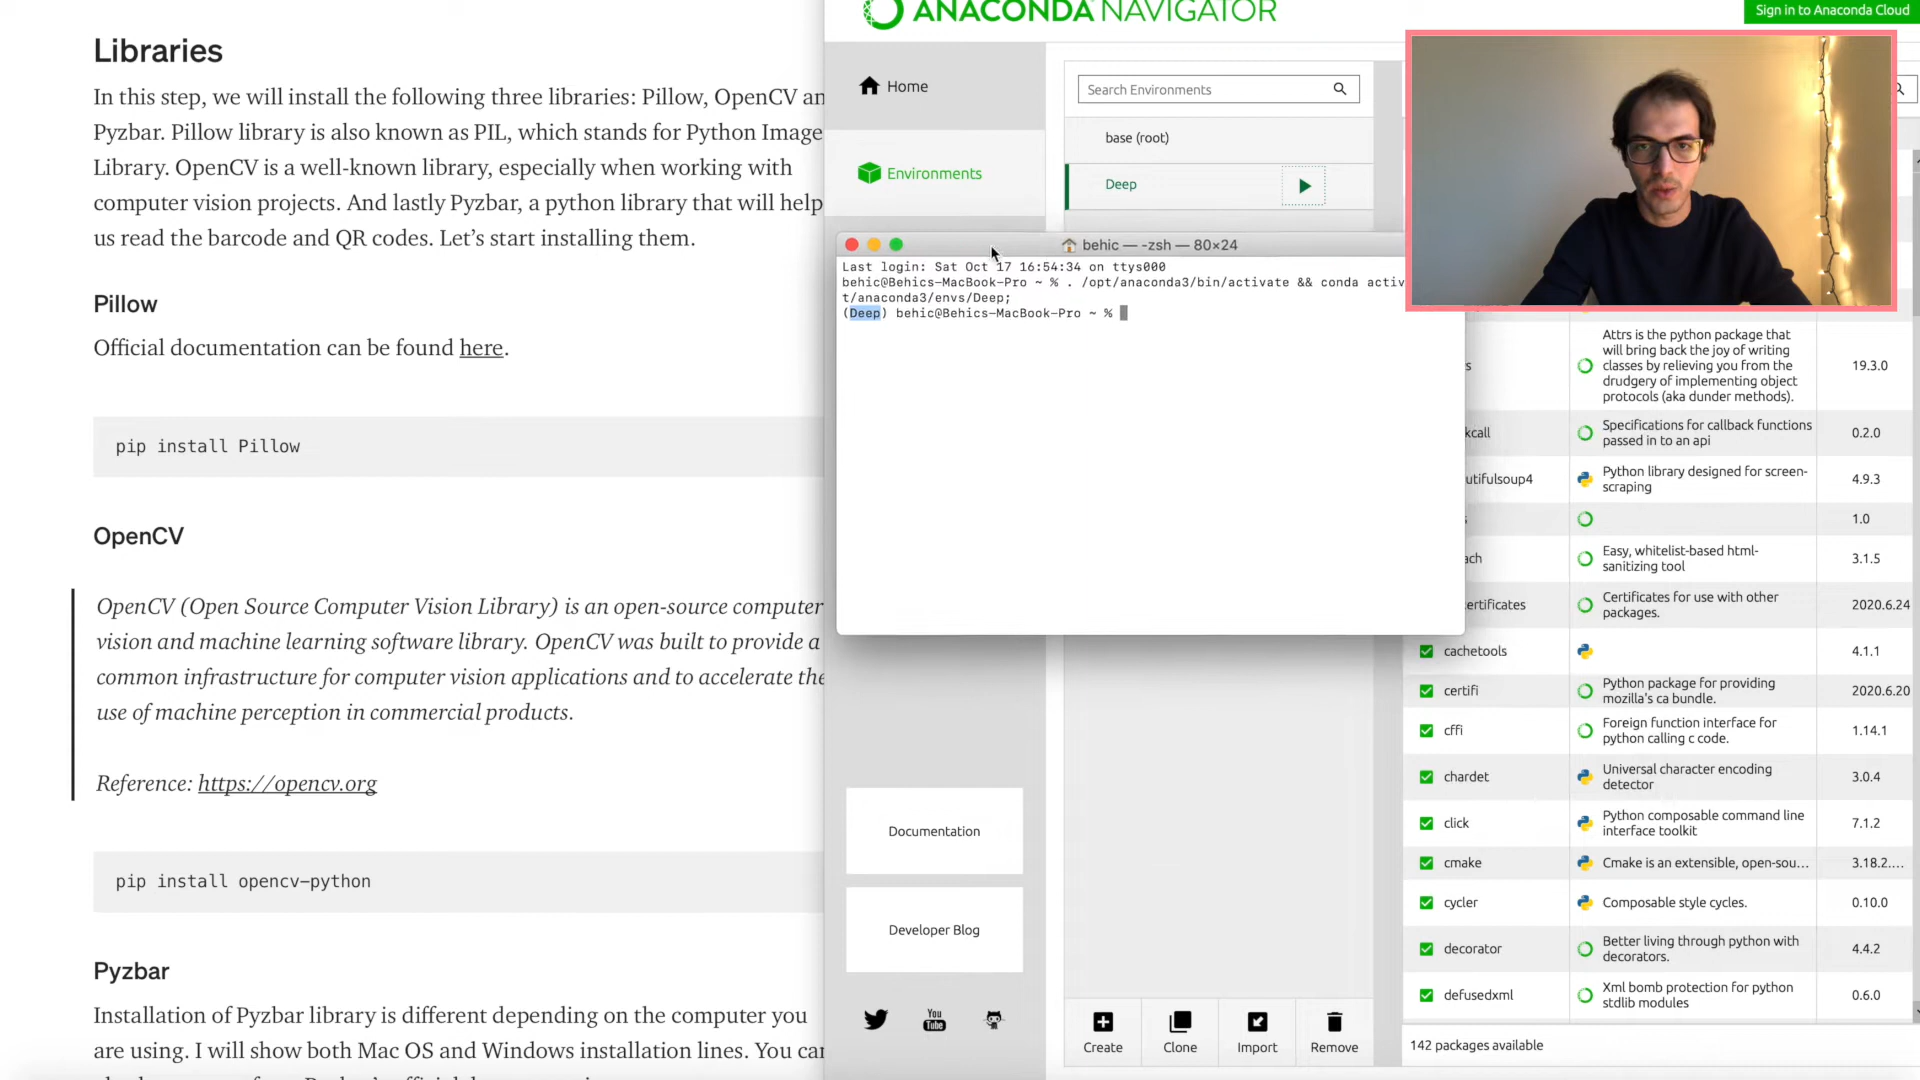 Libraries
In this step, we will install the following three libraries: Pillow, OpenCV an
Pyzbar. Pillow library is also known as PIL, which stands for Python Image
Library. OpenCV is a well-known library, especially when working with
computer vision projects. And lastly Pyzbar, a python library that will help
us read the barcode and QR codes. Let's start installing them.
Pillow
Official documentation can be found here.
pip install Pillow
OpenCV
OpenCV (Open Source Computer Vision Library) is an open-source computer
vision and machine learning software library. OpenCV was built to provide a
common infrastructure for computer vision applications and to accelerate the
use of machine perception in commercial products.
Reference: https://opencv.org
pip install opencv-python
Pyzbar
Installation of Pyzbar library is different depending on the computer you
are using. I will show both Mac OS and Windows installation lines. You can
ANACONDA NAVIGATOR
Sign in to Anaconda Cloud
Home
Environments
Search Environments
base (root)
Deep
behic — -zsh — 80×24
Last login: Sat Oct 17 16:54:34 on ttys000
behic@Behics-MacBook-Pro ~ % . /opt/anaconda3/bin/activate && conda activ
t/anaconda3/envs/Deep;
(Deep) behic@Behics-MacBook-Pro ~ %
Documentation
Developer Blog
You
Tube
Create
Clone
Import
Remove
s
Attrs is the python package that
will bring back the joy of writing
classes by relieving you from the
drudgery of implementing object
protocols (aka dunder methods).
19.3.0
kcall
Specifications for callback functions
passed in to an api
0.2.0
utifulsoup4
Python library designed for screen-
scraping
4.9.3
1.0
ach
Easy, whitelist-based html-
sanitizing tool
3.1.5
ertificates
Certificates for use with other
packages.
2020.6.24
cachetools
4.1.1
certifi
Python package for providing
mozilla's ca bundle.
2020.6.20
cffi
Foreign function interface for
python calling c code.
1.14.1
chardet
Universal character encoding
detector
3.0.4
click
Python composable command line
interface toolkit
7.1.2
cmake
Cmake is an extensible, open-sou...
3.18.2....
cycler
Composable style cycles.
0.10.0
decorator
Better living through python with
decorators.
4.4.2
defusedxml
Xml bomb protection for python
stdlib modules
0.6.0
142 packages available